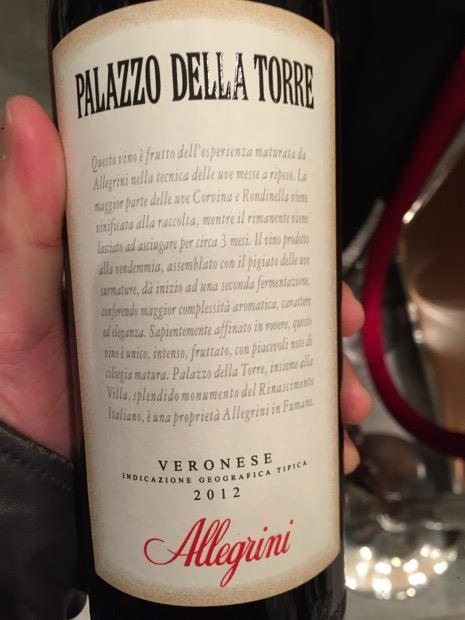 PALAZZO DELLA TORRE
Questo vino è frutto dell'esperienza maturata da
Allegrini nella tecnica delle uve messe a riposo. La
maggior parte delle uve Corvina e Rondinella viene
vinificata alla raccolta, mentre il rimanente viene
lasciato ad asciugare per circa 3 mesi. Il vino prodotto
alla vendemmia, assemblato con il pigiato delle uve
surmature, dà inizio ad una seconda fermentazione,
conferendo maggior complessità aromatica, carattere
ed eleganza. Sapientemente affinato in rovere, questo
vino è unico, intenso, fruttato, con piacevoli note di
ciliegia matura. Palazzo della Torre, insieme alla
Villa, splendido monumento del Rinascimento
Italiano, è una proprietà Allegrini in Fumane.
VERONESE
INDICAZIONE GEOGRAFICA TIPICA
2012
Allegrini